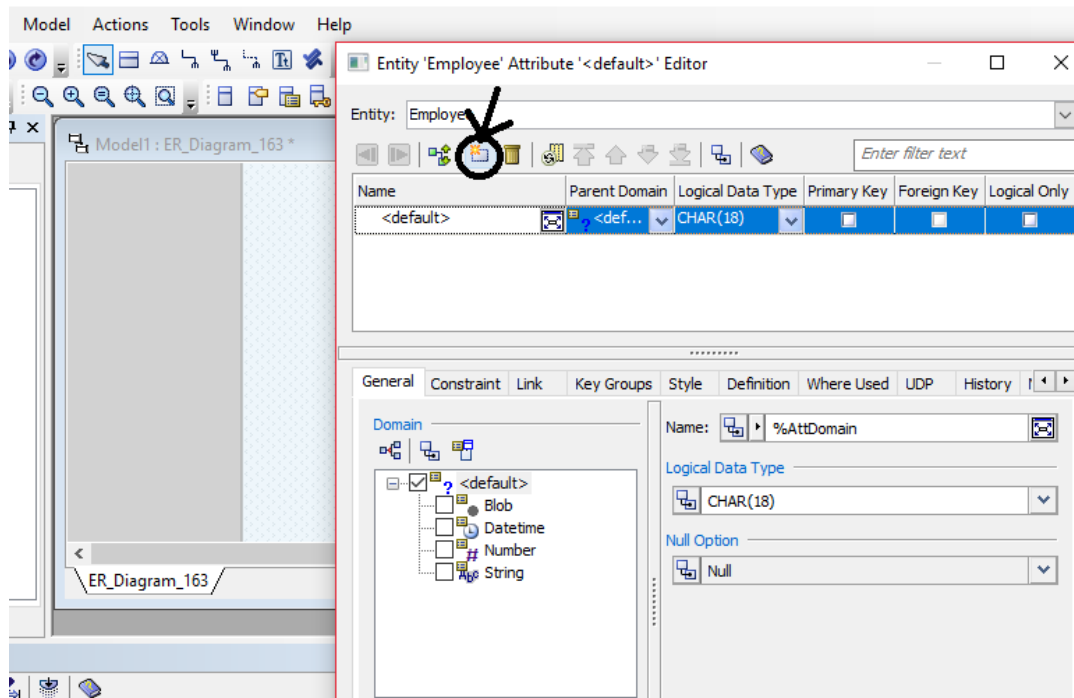 Model Actions Tools Window Help
Entity 'Employee' Attribute '<default>' Editor
Entity: Employee
Model1 : ER_Diagram_163 *
Enter filter text
Name Parent Domain Logical Data Type Primary Key Foreign Key Logical Only
<default> <def... CHAR(18)
General Constraint Link Key Groups Style Definition Where Used UDP History
Domain
Name: %AttDomain
<default>
Logical Data Type
Blob
CHAR(18)
Datetime
Null Option
Number
String
Null
ER_Diagram_163